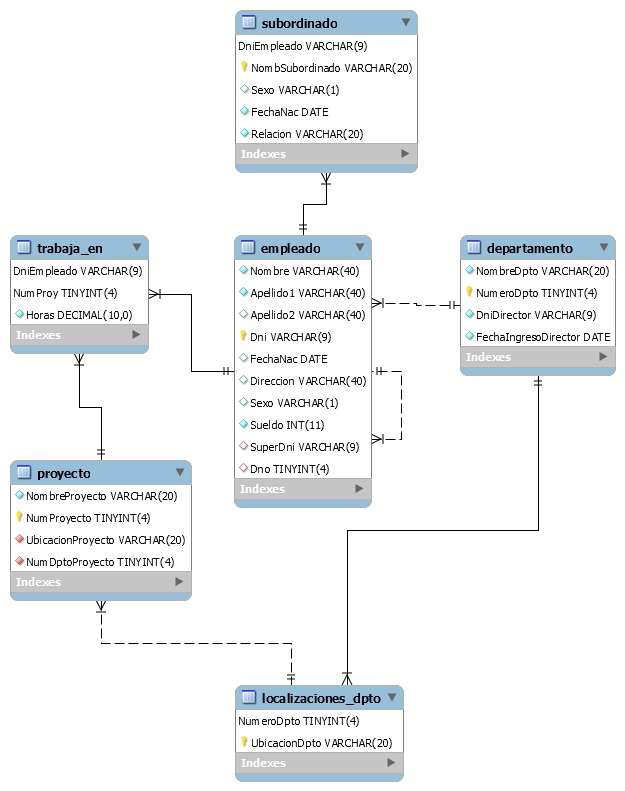 subordinado
DniEmpleado VARCHAR(9)
NombSubordinado VARCHAR(20)
Sexo VARCHAR(1)
FechaNac DATE
Relacion VARCHAR(20)
Indexes
trabaja_en
DniEmpleado VARCHAR(9)
NumProy TINYINT(4)
Horas DECIMAL(10,0)
Indexes
empleado
Nombre VARCHAR(40)
Apellido1 VARCHAR(40)
Apellido2 VARCHAR(40)
Dni VARCHAR(9)
FechaNac DATE
Direccion VARCHAR(40)
Sexo VARCHAR(1)
Sueldo INT(11)
SuperDni VARCHAR(9)
Dno TINYINT(4)
Indexes
departamento
NombreDpto VARCHAR(20)
NumeroDpto TINYINT(4)
DniDirector VARCHAR(9)
FechaIngresoDirector DATE
Indexes
proyecto
NombreProyecto VARCHAR(20)
NumProyecto TINYINT(4)
UbicacionProyecto VARCHAR(20)
NumDptoProyecto TINYINT(4)
Indexes
localizaciones_dpto
NumeroDpto TINYINT(4)
UbicacionDpto VARCHAR(20)
Indexes